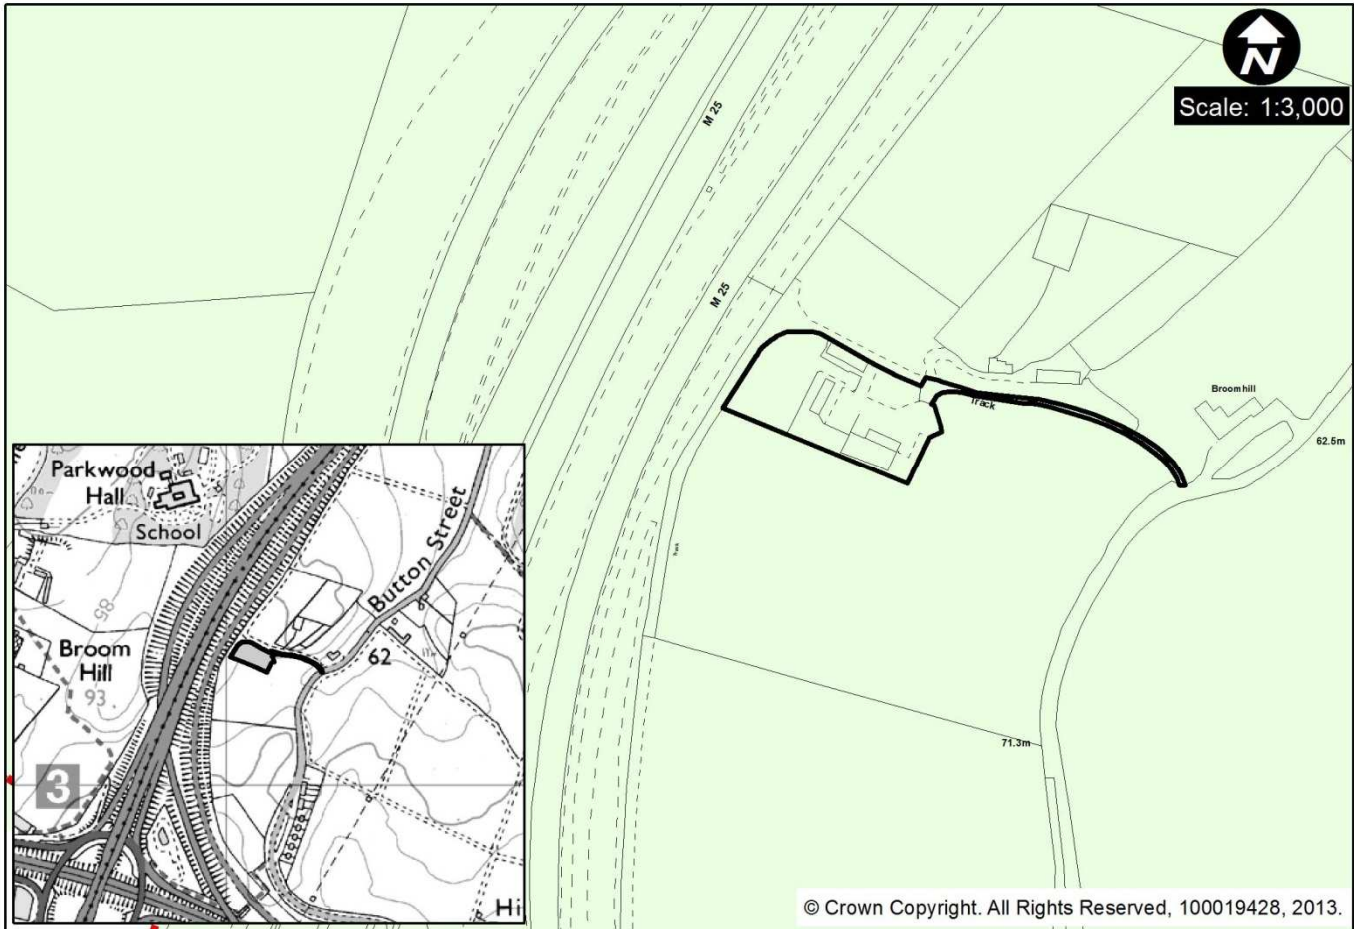 N
Scale: 1:3,000
M 25
M 25
Track
Broomhill
62.5m
Track
71.3m
Parkwood
Hall
School
Button Street
85
Broom
Hill
93
62
3
Hi
© Crown Copyright. All Rights Reserved, 100019428, 2013.